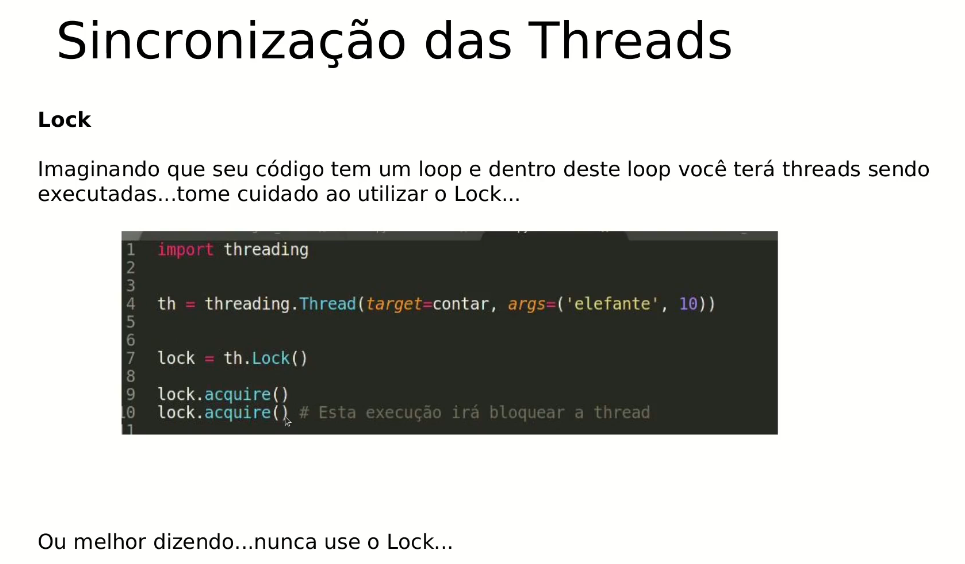 Sincronização das Threads
Lock
Imaginando que seu código tem um loop e dentro deste loop você terá threads sendo
executadas...tome cuidado ao utilizar o Lock...
1 import threading
2
3
4 th = threading.Thread(target=contar, args=('elefante', 10))
5
6
7 lock = th.Lock()
8
9 lock.acquire()
10 lock.acquire() # Esta execução irá bloquear a thread
11
Ou melhor dizendo...nunca use o Lock...